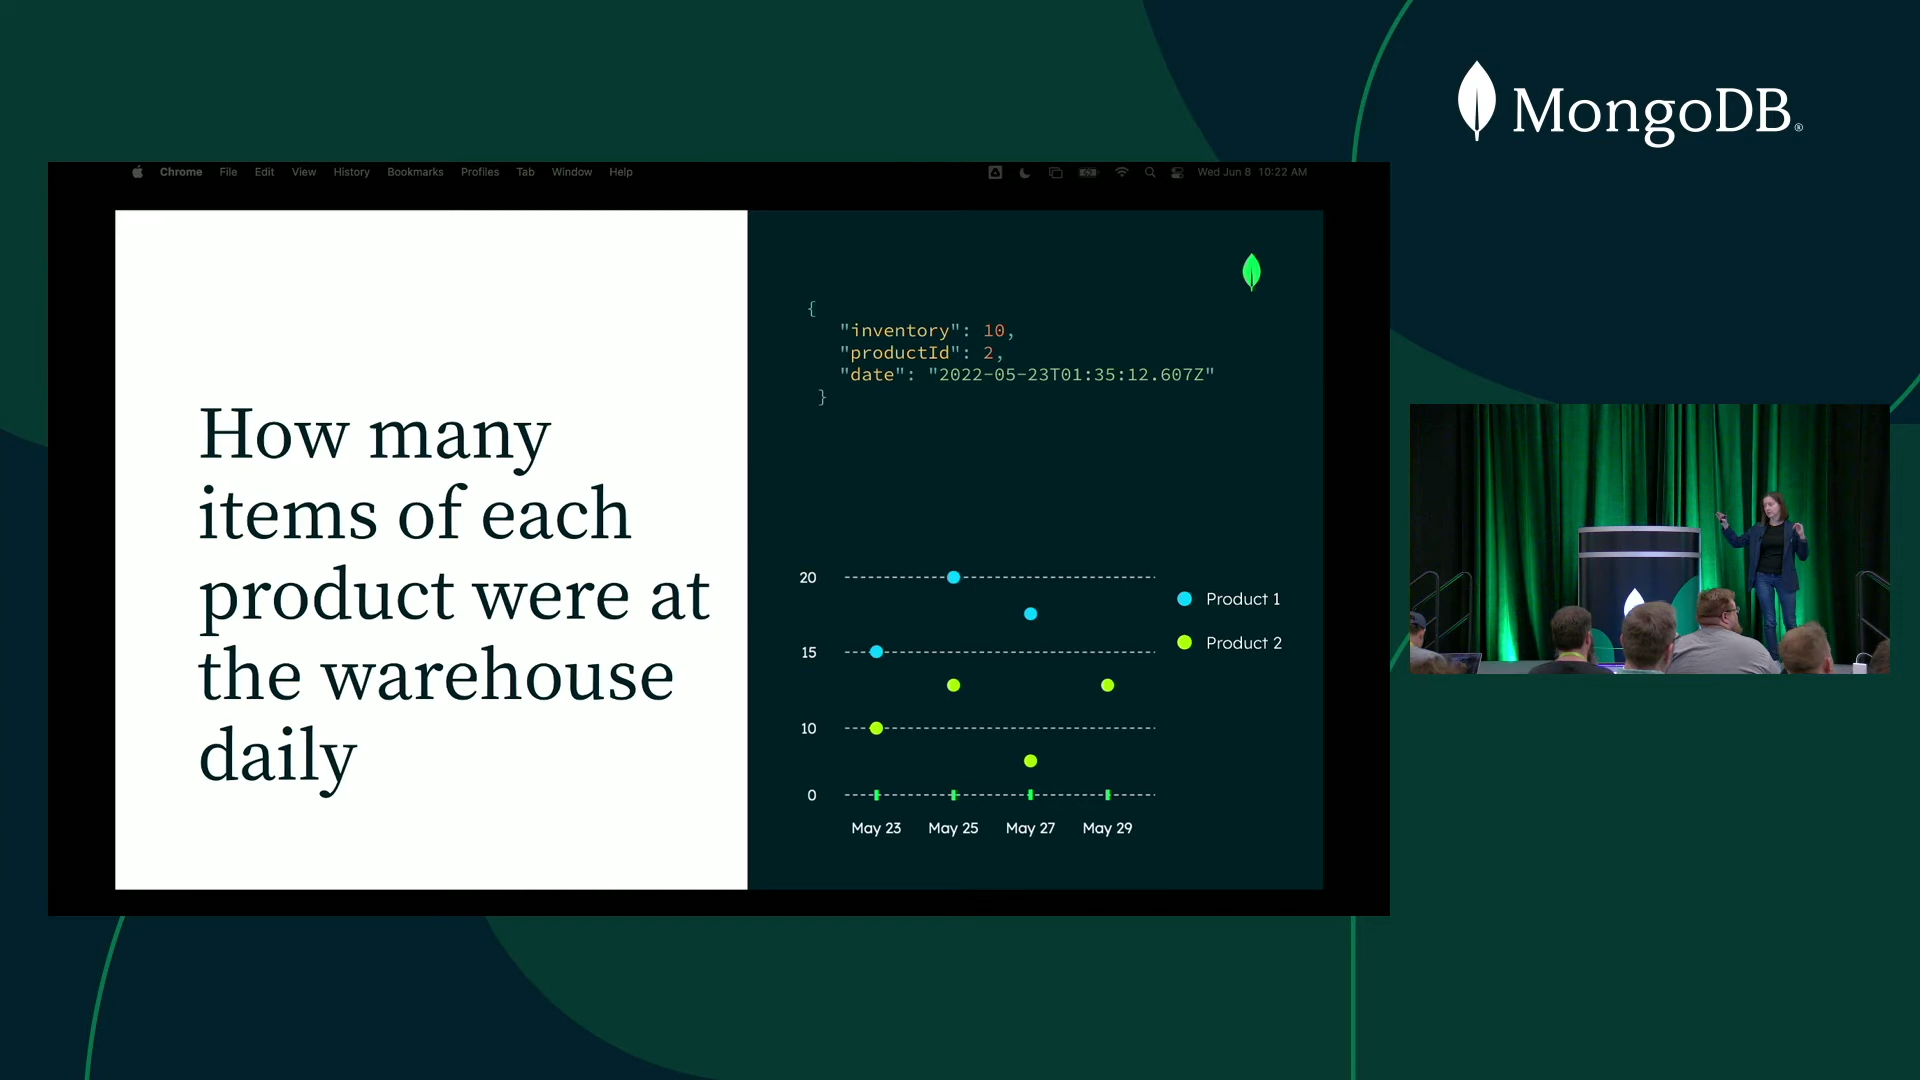 MongoDB®
Chrome File Edit View History Bookmarks Profiles Tab Window Help Wed Jun 8 10:22 AM
How many
items of each
product were at
the warehouse
daily
{
"inventory": 10,
"productId": 2,
"date": "2022-05-23T01:35:12.607Z"
}
20
15
10
0
May 23 May 25 May 27 May 29
Product 1
Product 2